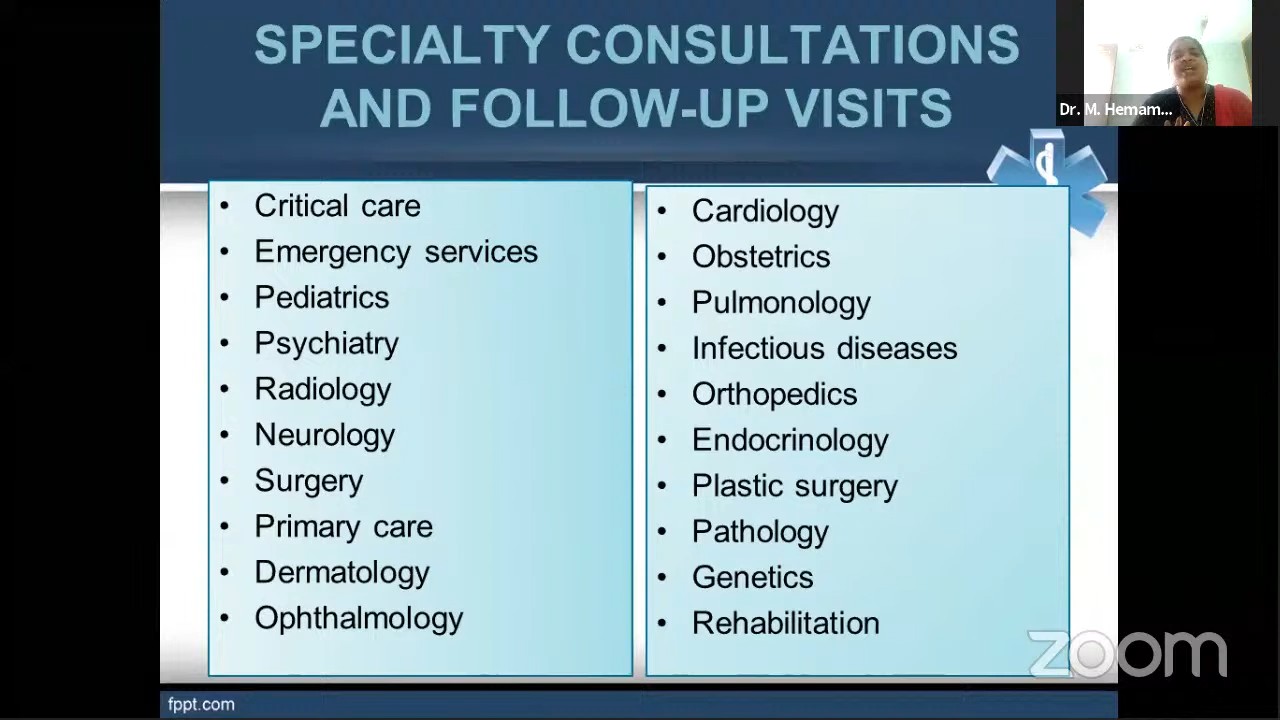 SPECIALTY CONSULTATIONS
AND FOLLOW-UP VISITS
Dr. M. Hemam...
• Critical care
• Emergency services
• Pediatrics
• Psychiatry
• Radiology
• Neurology
• Surgery
• Primary care
• Dermatology
• Ophthalmology
• Cardiology
• Obstetrics
• Pulmonology
• Infectious diseases
• Orthopedics
• Endocrinology
• Plastic surgery
• Pathology
• Genetics
• Rehabilitation
zoom
fppt.com